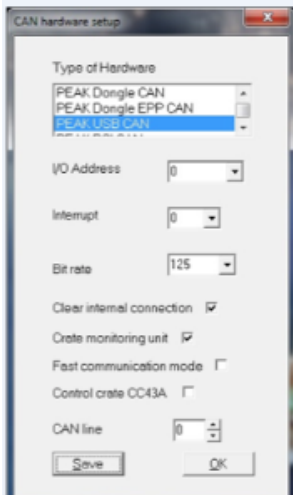 CAN hardware setup
Type of Hardware
PEAK Dongle CAN
PEAK Dongle EPP CAN
PEAK USB CAN
I/O Address 0
Interrupt 0
Bit rate 125
Clear internal connection
Crate monitoring unit
Fast communication mode
Control crate CC43A
CAN line 0
Save OK